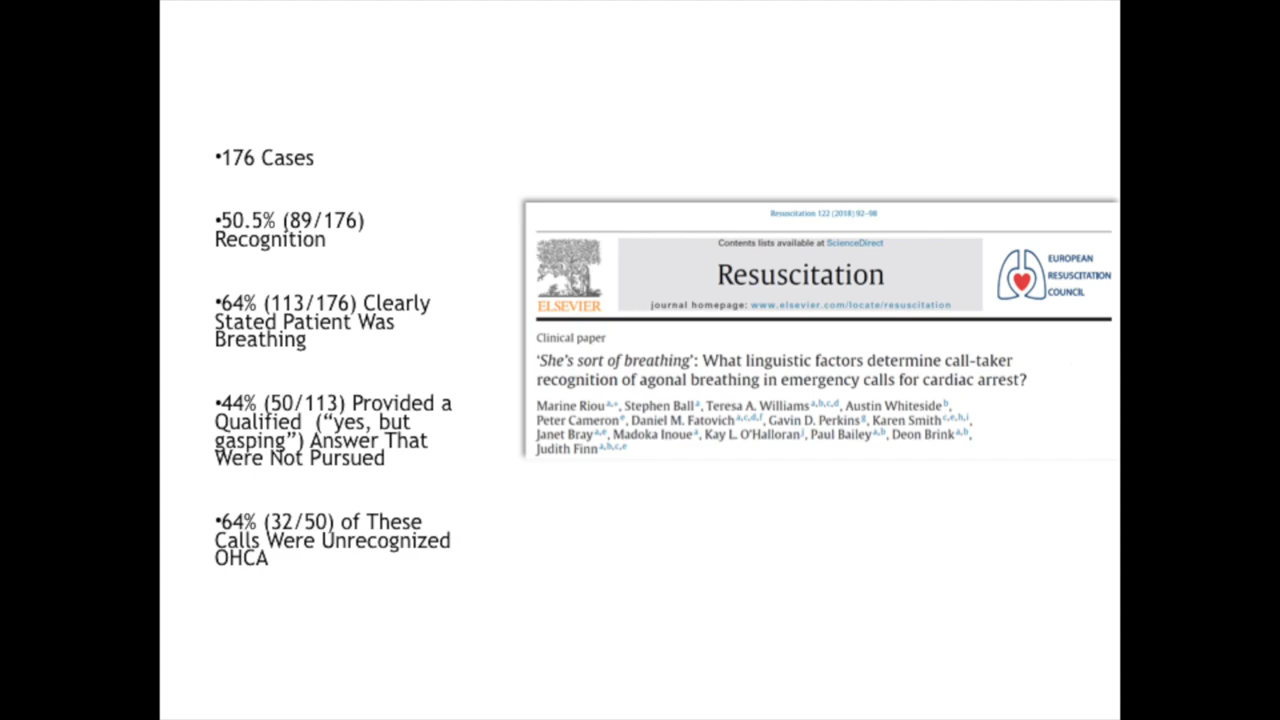 •176 Cases
•50.5% (89/176)
Recognition
•64% (113/176) Clearly
Stated Patient Was
Breathing
•44% (50/113) Provided a
Qualified (“yes, but
gasping”) Answer That
Were Not Pursued
•64% (32/50) of These
Calls Were Unrecognized
OHCA
Resuscitation 122 (2018) 92–98
Contents lists available at ScienceDirect
Resuscitation
journal homepage: www.elsevier.com/locate/resuscitation
ELSEVIER
EUROPEAN
RESUSCITATION
COUNCIL
Clinical paper
‘She’s sort of breathing’: What linguistic factors determine call-taker
recognition of agonal breathing in emergency calls for cardiac arrest?
Marine Riou a,*, Stephen Ball a, Teresa A. Williams a,b,c,d, Austin Whiteside b,
Peter Cameron e, Daniel M. Fatovich a,c,d,f, Gavin D. Perkins g, Karen Smith c,e,h,i,
Janet Bray a,e, Madoka Inoue a, Kay L. O’Halloran j, Paul Bailey a,b, Deon Brink a,b,
Judith Finn a,b,c,e